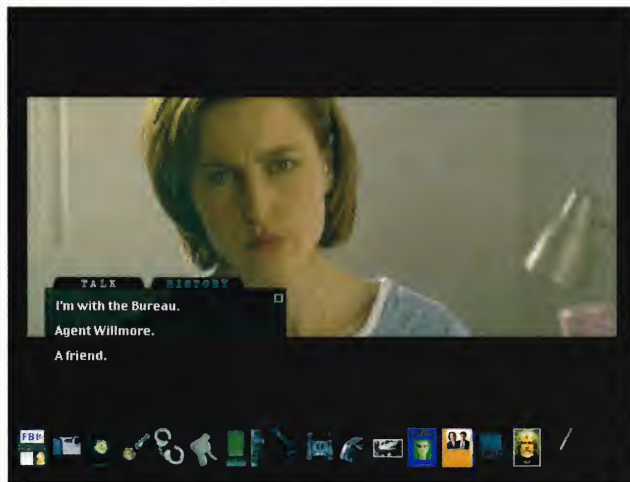 TALK HISTORY
I'm with the Bureau.
Agent Willmore.
A friend.
FBI